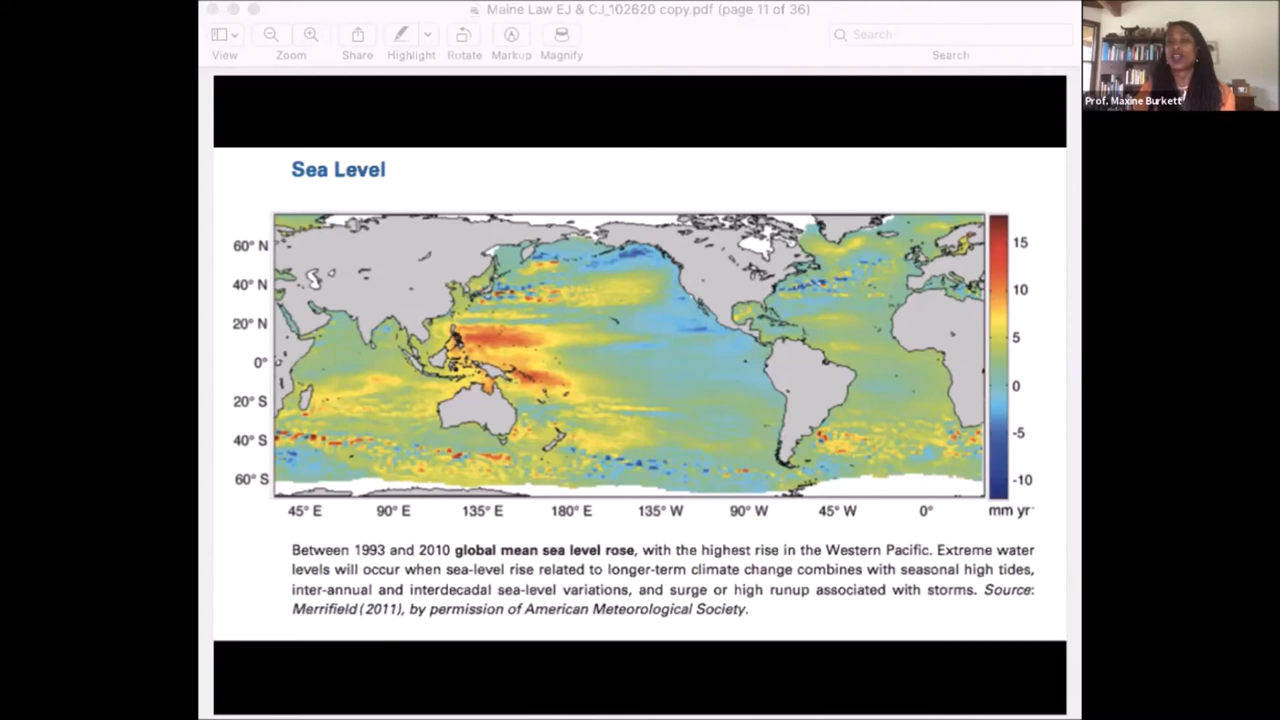 Maine Law EJ & CJ_102620 copy.pdf (page 11 of 36)
Search
View
Zoom
Share
Highlight
Rotate
Markup
Magnify
Search
Prof. Maxine Burkett
Sea Level
60° N
40° N
20° N
0°
20° S
40° S
60° S
15
10
5
0
-5
-10
45° E 90° E 135° E 180° E 135° W 90° W 45° W 0° mm yr
Between 1993 and 2010 global mean sea level rose, with the highest rise in the Western Pacific. Extreme water
levels will occur when sea-level rise related to longer-term climate change combines with seasonal high tides,
inter-annual and interdecadal sea-level variations, and surge or high runup associated with storms. Source:
Merrifield (2011), by permission of American Meteorological Society.